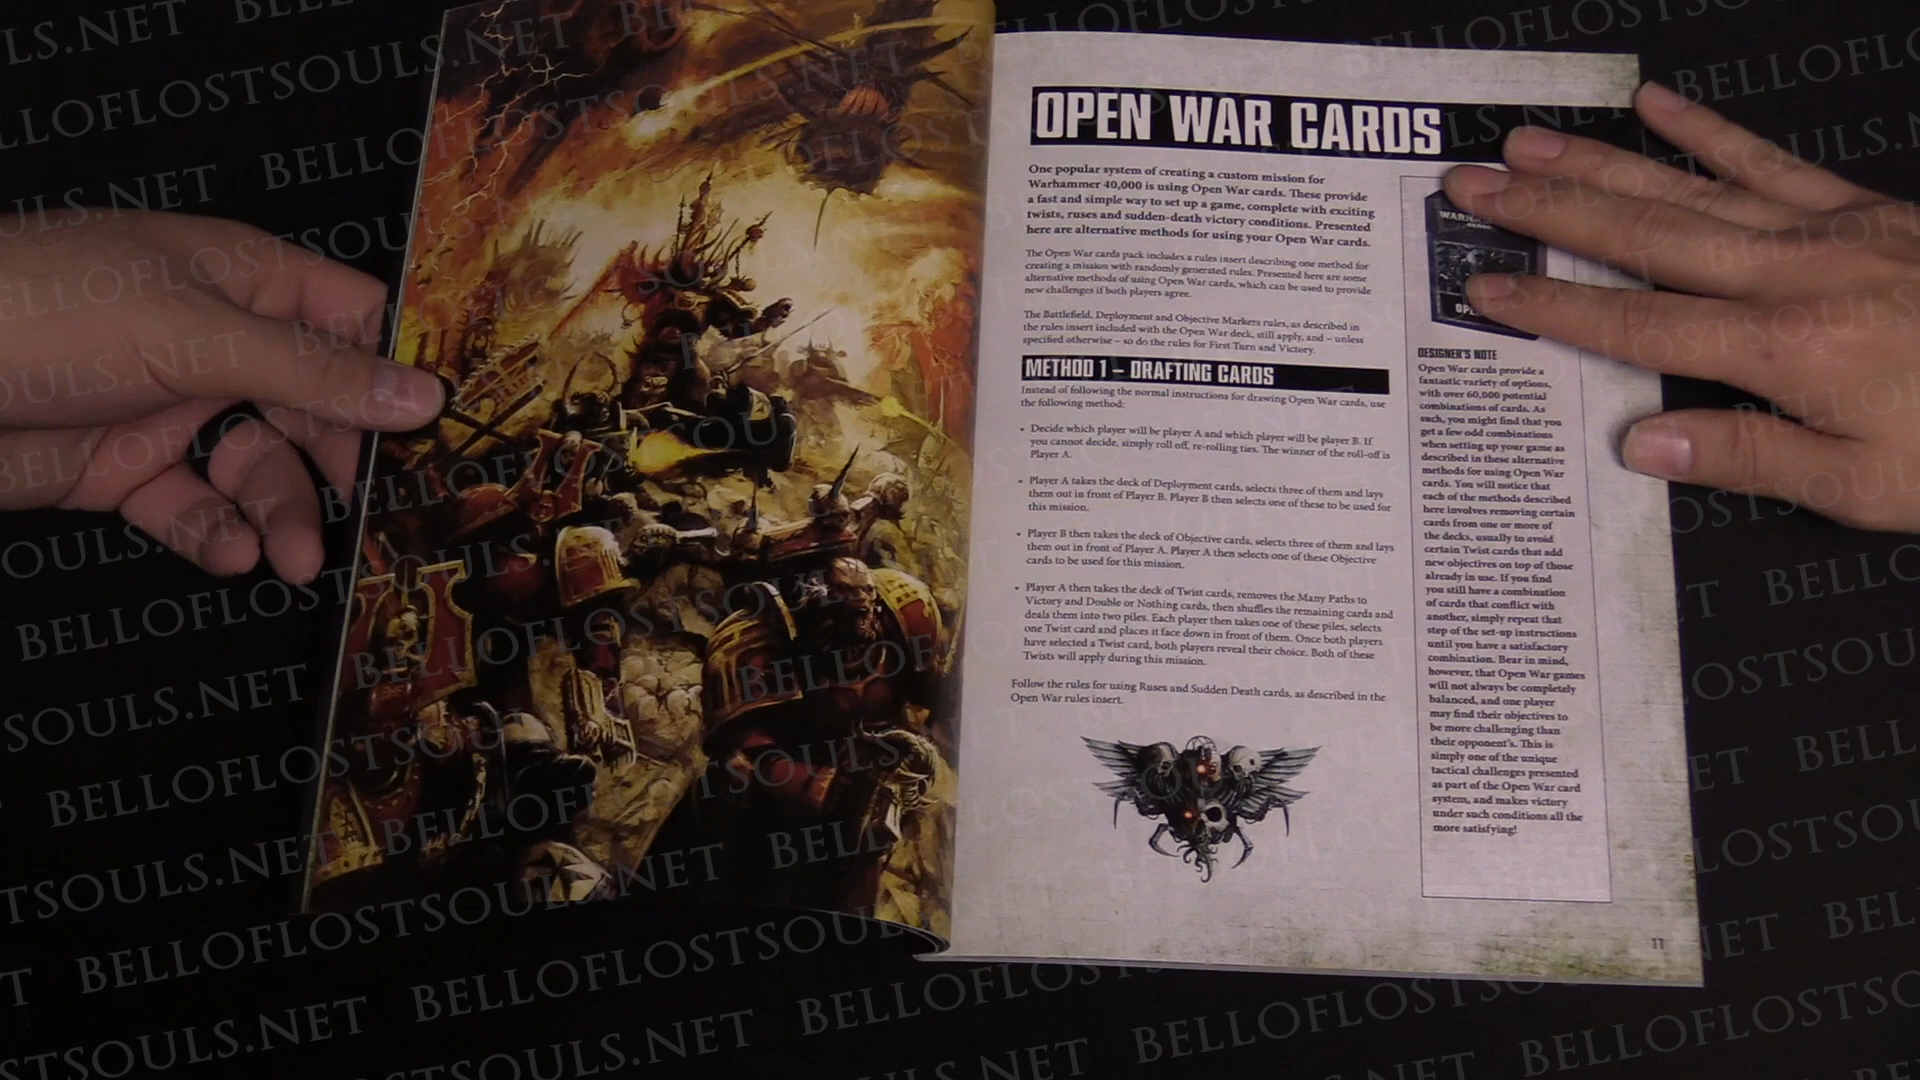 OPEN WAR CARDS
One popular system of creating a custom mission for
Warhammer 40,000 is using Open War cards. These provide
a fast and simple way to set up a game, complete with exciting
twists, ruses and sudden-death victory conditions. Presented
here are alternative methods for using your Open War cards.
The Open War cards pack includes a rules insert describing one method for
creating a mission with randomly generated rules. Presented here are some
alternative methods of using Open War cards, which can be used to provide
new challenges if both players agree.
The Battlefield, Deployment and Objective Markers rules, as described in
the rules insert included with the Open War deck, still apply, and – unless
specified otherwise – so do the rules for First Turn and Victory.
METHOD 1 – DRAFTING CARDS
Instead of following the normal instructions for drawing Open War cards, use
the following method:
• Decide which player will be player A and which player will be player B. If
you cannot decide, simply roll off, re-rolling ties. The winner of the roll-off is
Player A.
• Player A takes the deck of Deployment cards, selects three of them and lays
them out in front of Player B. Player B then selects one of these to be used for
this mission.
• Player B then takes the deck of Objective cards, selects three of them and lays
them out in front of Player A. Player A then selects one of these Objective
cards to be used for this mission.
• Player A then takes the deck of Twist cards, removes the Many Paths to
Victory and Double or Nothing cards, then shuffles the remaining cards and
deals them into two piles. Each player then takes one of these piles, selects
one Twist card and places it face down in front of them. Once both players
have selected a Twist card, both players reveal their choice. Both of these
Twists will apply during this mission.
Follow the rules for using Ruses and Sudden Death cards, as described in the
Open War rules insert.
DESIGNER'S NOTE
Open War cards provide a
fantastic variety of options,
with over 60,000 potential
combinations of cards. As
such, you might find that you
get a few odd combinations
when setting up your game as
described in these alternative
methods for using Open War
cards. You will notice that
each of the methods described
here involves removing certain
cards from one or more of
the decks, usually to avoid
certain Twist cards that add
new objectives on top of those
already in use. If you find
you still have a combination
of cards that conflict with
another, simply repeat that
step of the set-up instructions
until you have a satisfactory
combination. Bear in mind,
however, that Open War games
will not always be completely
balanced, and one player
may find their objectives to
be more challenging than
their opponent's. This is
simply one of the unique
tactical challenges presented
as part of the Open War card
system, and makes victory
under such conditions all the
more satisfying!
11
BELLOFLOSTSOULS.NET